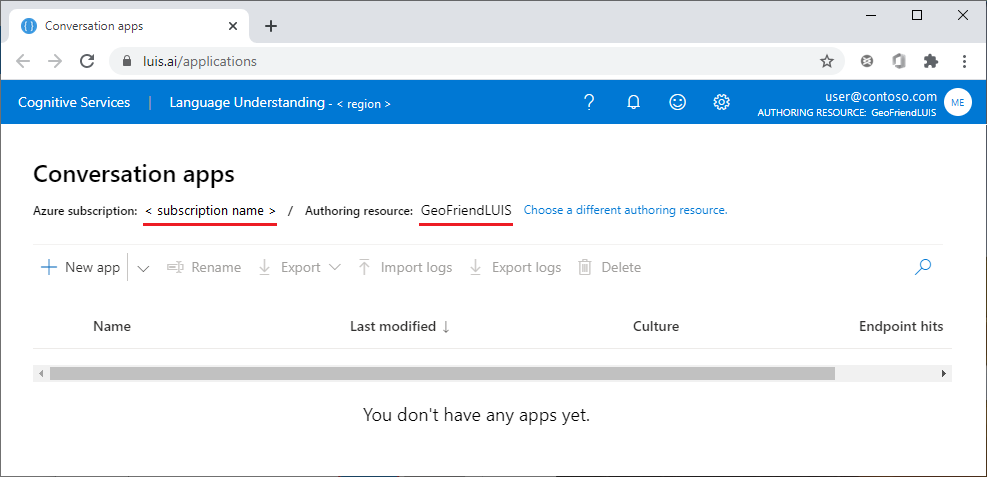 Conversation apps
luis.ai/applications
Cognitive Services | Language Understanding - < region >
user@contoso.com
AUTHORING RESOURCE: GeoFriendLUIS
ME
Conversation apps
Azure subscription: < subscription name > / Authoring resource: GeoFriendLUIS Choose a different authoring resource.
New app Rename Export Import logs Export logs Delete
Name Last modified ↓ Culture Endpoint hits
You don't have any apps yet.